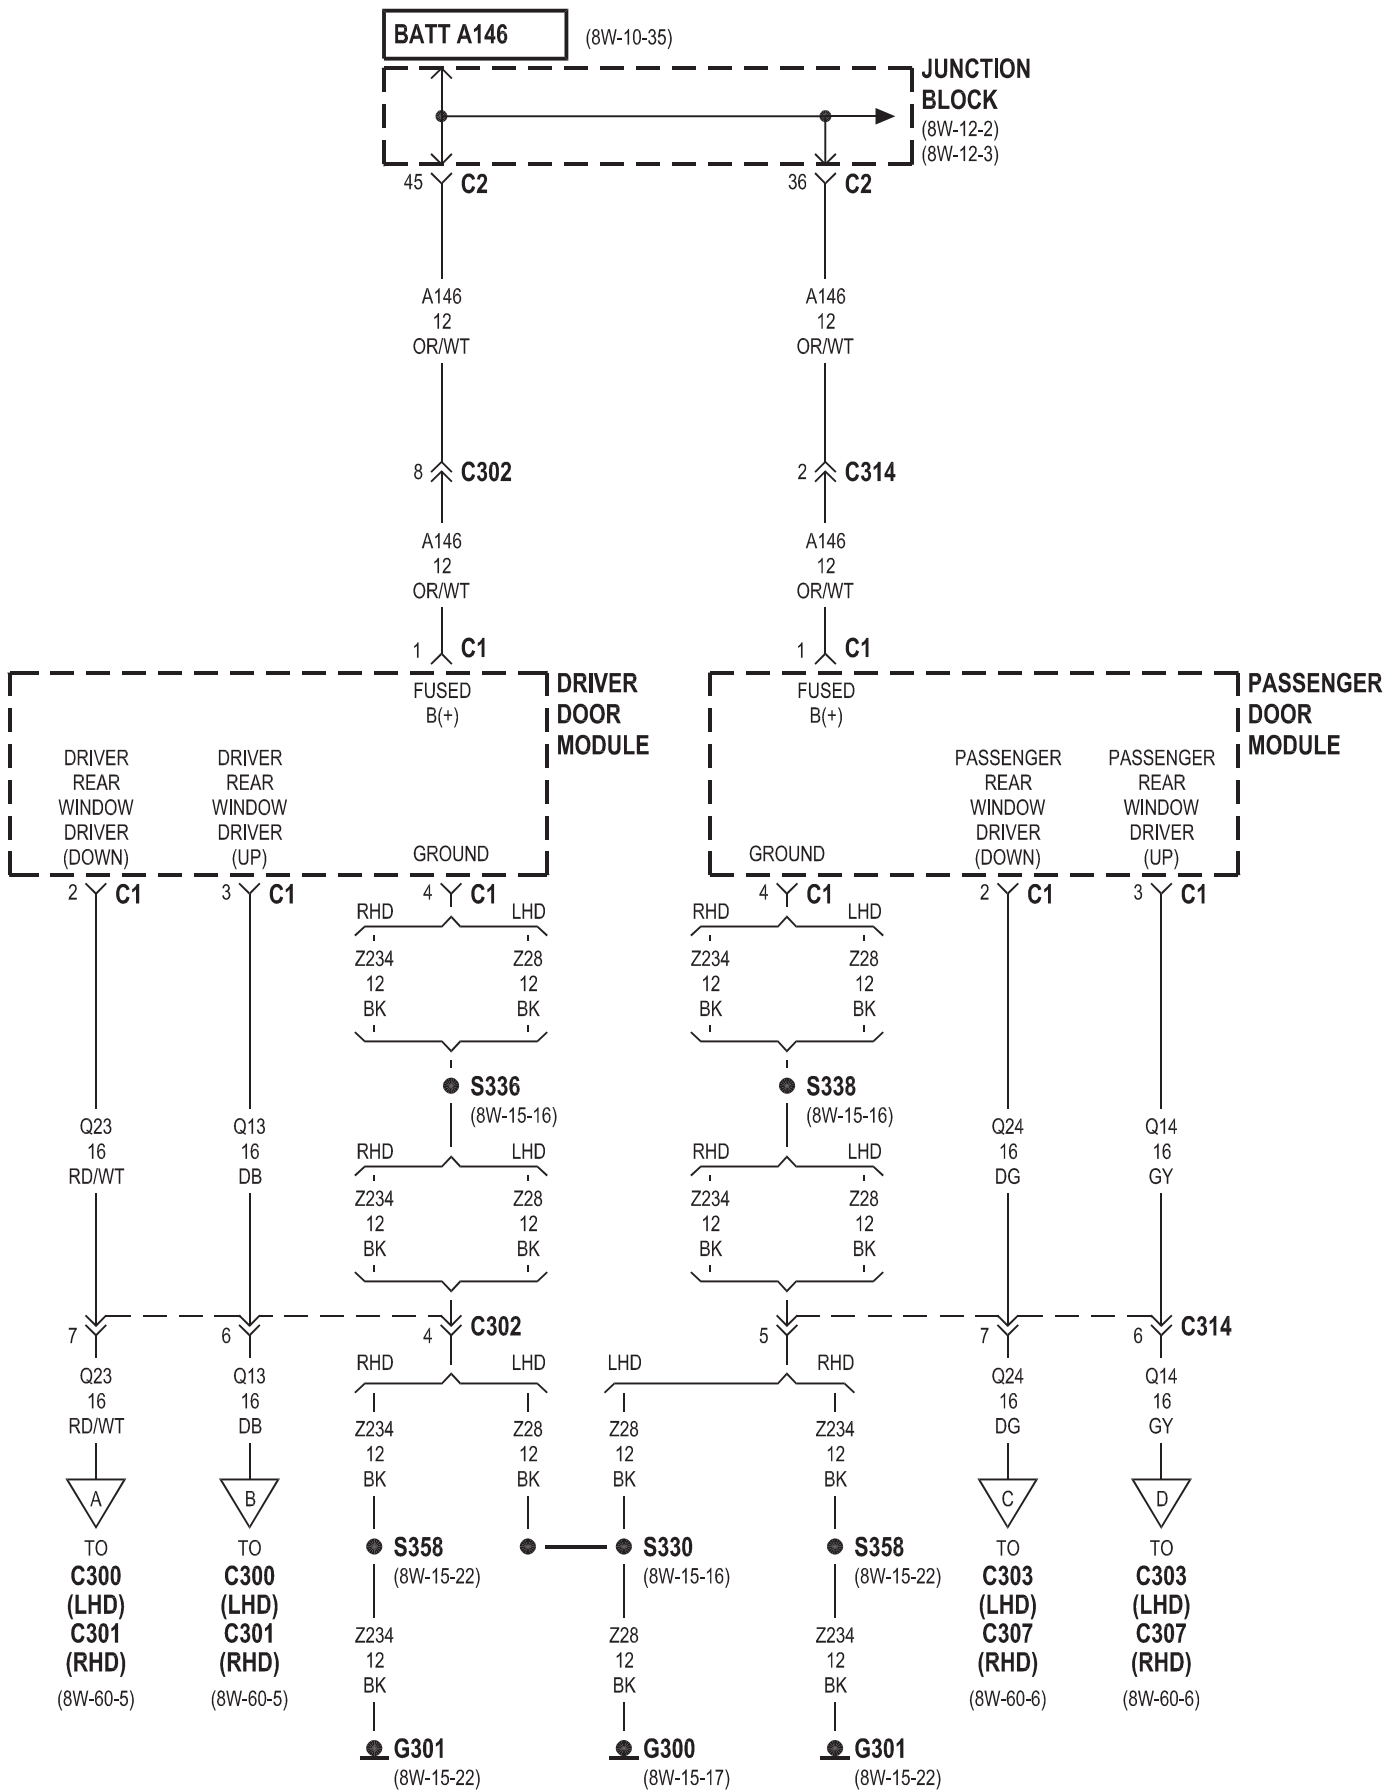 BATT A146 (8W-10-35)
JUNCTION
BLOCK
(8W-12-2)
(8W-12-3)
45 C2 36 C2
A146 A146
12 12
OR/WT OR/WT
8 C302 2 C314
A146 A146
12 12
OR/WT OR/WT
1 C1 1 C1
FUSED
B(+)
DRIVER
DOOR
MODULE
FUSED
B(+)
PASSENGER
DOOR
MODULE
DRIVER
REAR
WINDOW
DRIVER
(DOWN)
DRIVER
REAR
WINDOW
DRIVER
(UP)
GROUND
GROUND
PASSENGER
REAR
WINDOW
DRIVER
(DOWN)
PASSENGER
REAR
WINDOW
DRIVER
(UP)
2 C1 3 C1 4 C1 4 C1 2 C1 3 C1
RHD LHD RHD LHD
Z234 Z28 Z234 Z28
12 12 12 12
BK BK BK BK
S336 S338
(8W-15-16) (8W-15-16)
Q23 Q13 Q24 Q14
16 16 16 16
RD/WT DB DG GY
RHD LHD RHD LHD
Z234 Z28 Z234 Z28
12 12 12 12
BK BK BK BK
7 6 4 C302 5 7 6 C314
RHD LHD LHD RHD
Q23 Q13 Q24 Q14
16 16 16 16
RD/WT DB DG GY
Z234 Z28 Z28 Z234
12 12 12 12
BK BK BK BK
A B C D
S358 S330 S358
(8W-15-22) (8W-15-16) (8W-15-22)
TO
C300
(LHD)
C301
(RHD)
(8W-60-5)
TO
C300
(LHD)
C301
(RHD)
(8W-60-5)
Z234 Z28 Z234
12 12 12
BK BK BK
TO
C303
(LHD)
C307
(RHD)
(8W-60-6)
TO
C303
(LHD)
C307
(RHD)
(8W-60-6)
G301 G300 G301
(8W-15-22) (8W-15-17) (8W-15-22)